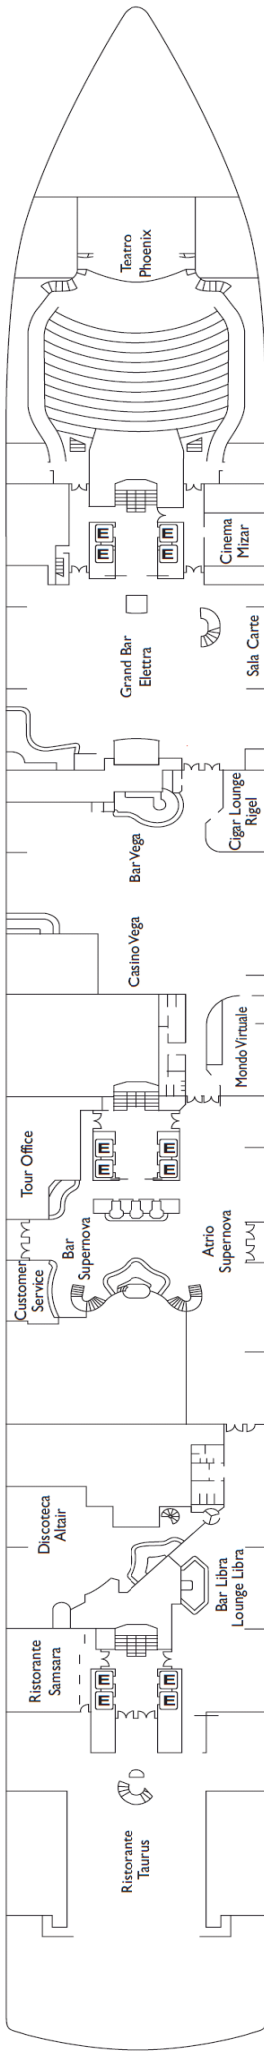 Teatro
Phoenix
Cinema
Mizar
Grand Bar
Elettra
Sala Carte
Cigar Lounge
Rigel
Bar Vega
Casino Vega
Mondo Virtuale
Tour Office
Bar
Supernova
Atrio
Supernova
Customer
Service
Discoteca
Altair
Bar Libra
Lounge Libra
Ristorante
Samsara
Ristorante
Taurus